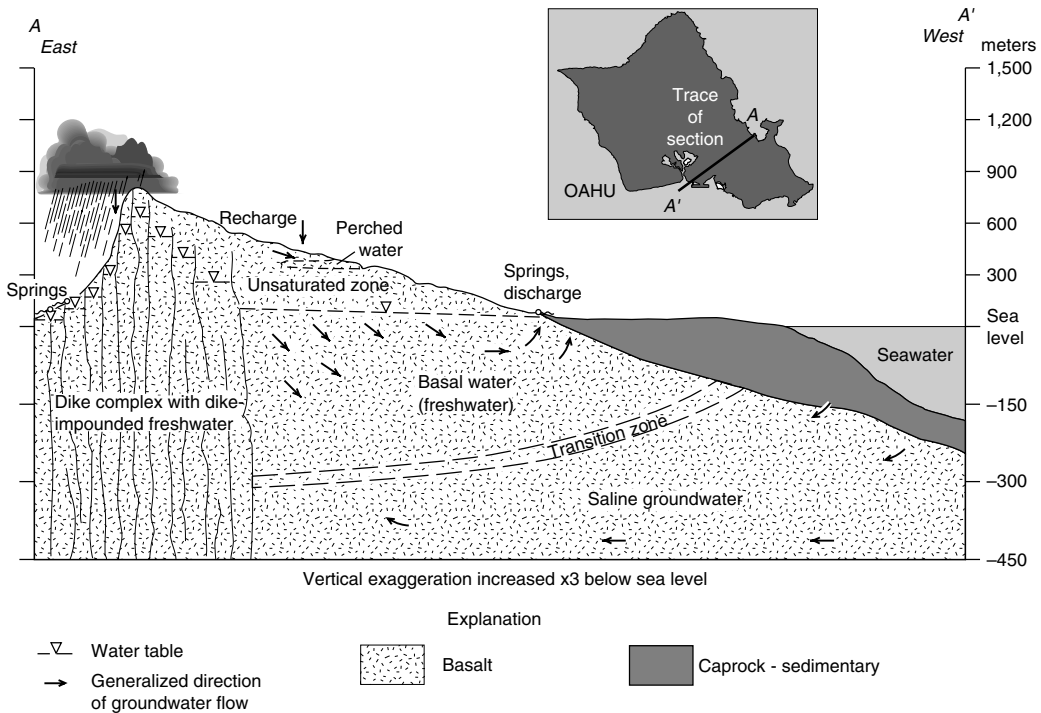 A
East
A'
West
meters
1,500
1,200
900
600
300
Sea
level
–150
–300
–450
Trace
of
section
A
A'
OAHU
Recharge
Perched
water
Unsaturated zone
Springs
Springs,
discharge
Seawater
Basal water
(freshwater)
Dike complex with dike-
impounded freshwater
Transition zone
Saline groundwater
Vertical exaggeration increased x3 below sea level
Explanation
Water table
Generalized direction
of groundwater flow
Basalt
Caprock - sedimentary